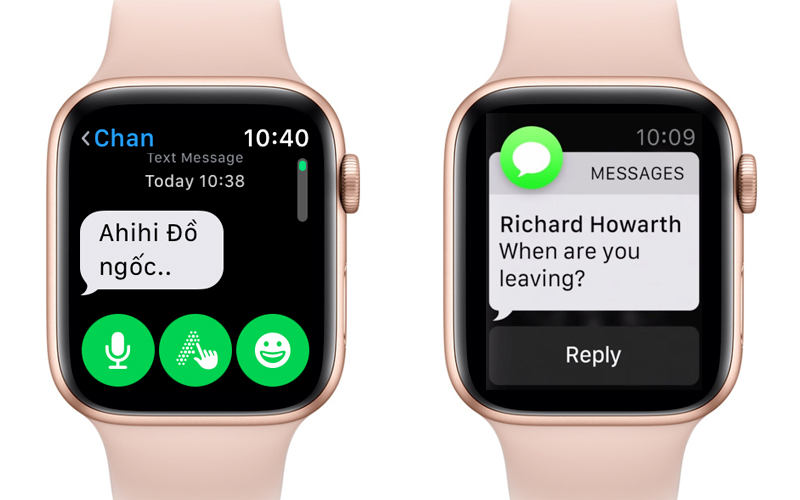 Chan
10:40
Text Message
Today 10:38
Ahihi Đồ
ngốc..
10:09
MESSAGES
Richard Howarth
When are you
leaving?
Reply